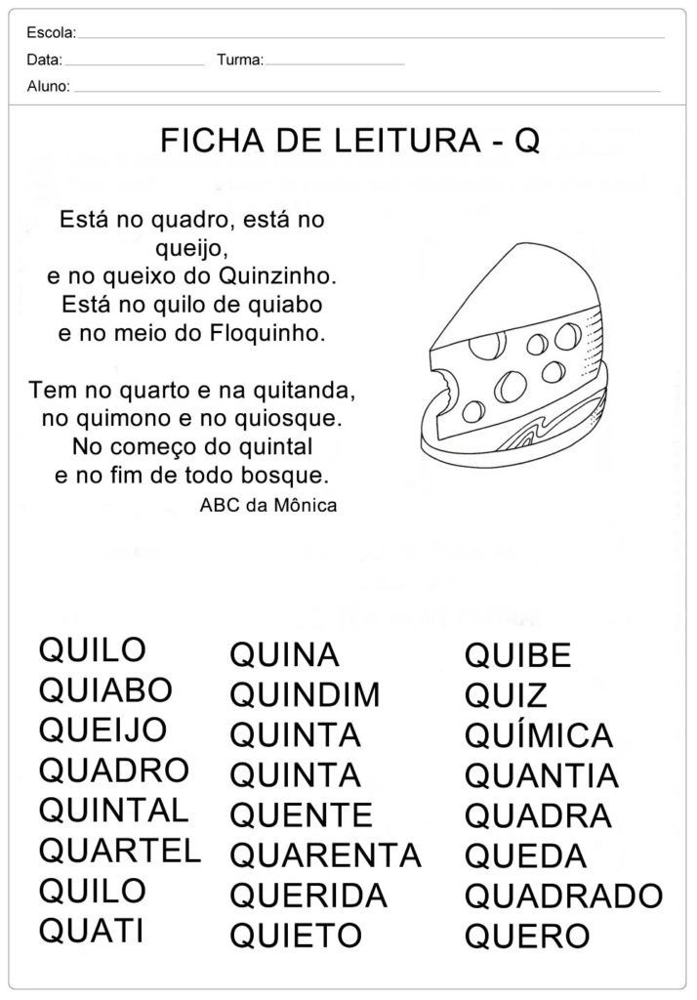 Escola:
Data: Turma:
Aluno:
FICHA DE LEITURA - Q
Está no quadro, está no
queijo,
e no queixo do Quinzinho.
Está no quilo de quiabo
e no meio do Floquinho.
Tem no quarto e na quitanda,
no quimono e no quiosque.
No começo do quintal
e no fim de todo bosque.
ABC da Mônica
QUILO
QUIABO
QUEIJO
QUADRO
QUINTAL
QUARTEL
QUILO
QUATI
QUINA
QUINDIM
QUINTA
QUINTA
QUENTE
QUARENTA
QUERIDA
QUIETO
QUIBE
QUIZ
QUÍMICA
QUANTIA
QUADRA
QUEDA
QUADRADO
QUERO